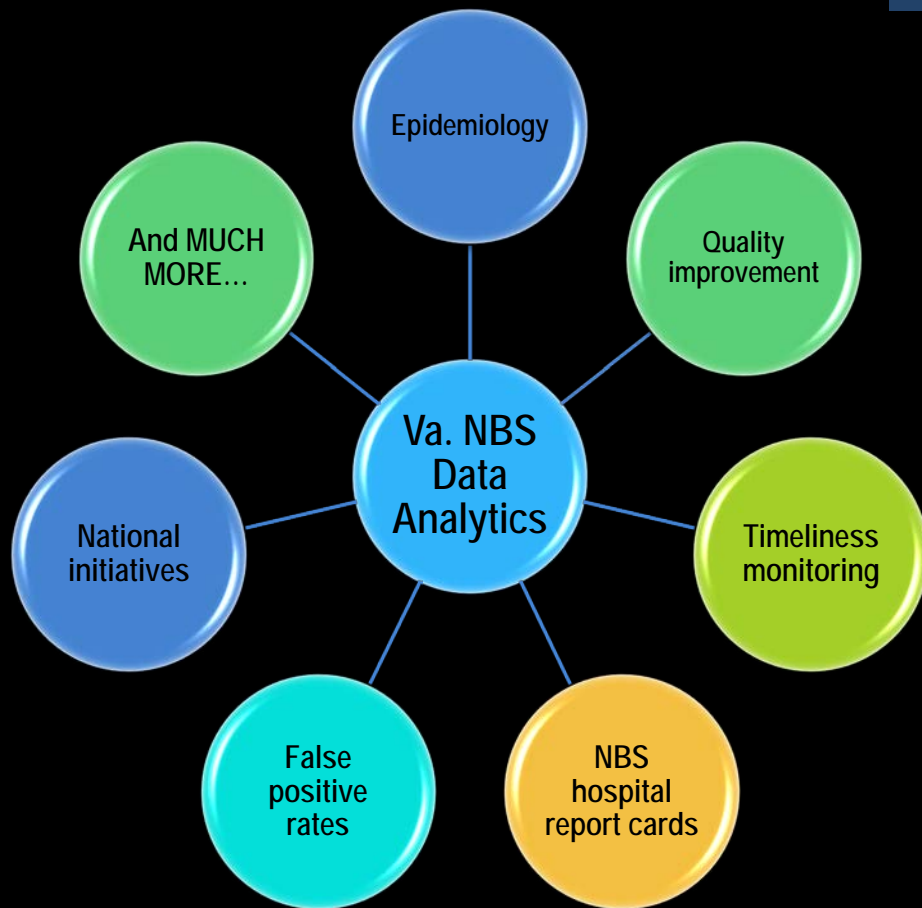 Epidemiology
And MUCH
MORE...
Quality
improvement
Va. NBS
Data
Analytics
National
initiatives
Timeliness
monitoring
False
positive
rates
NBS
hospital
report cards